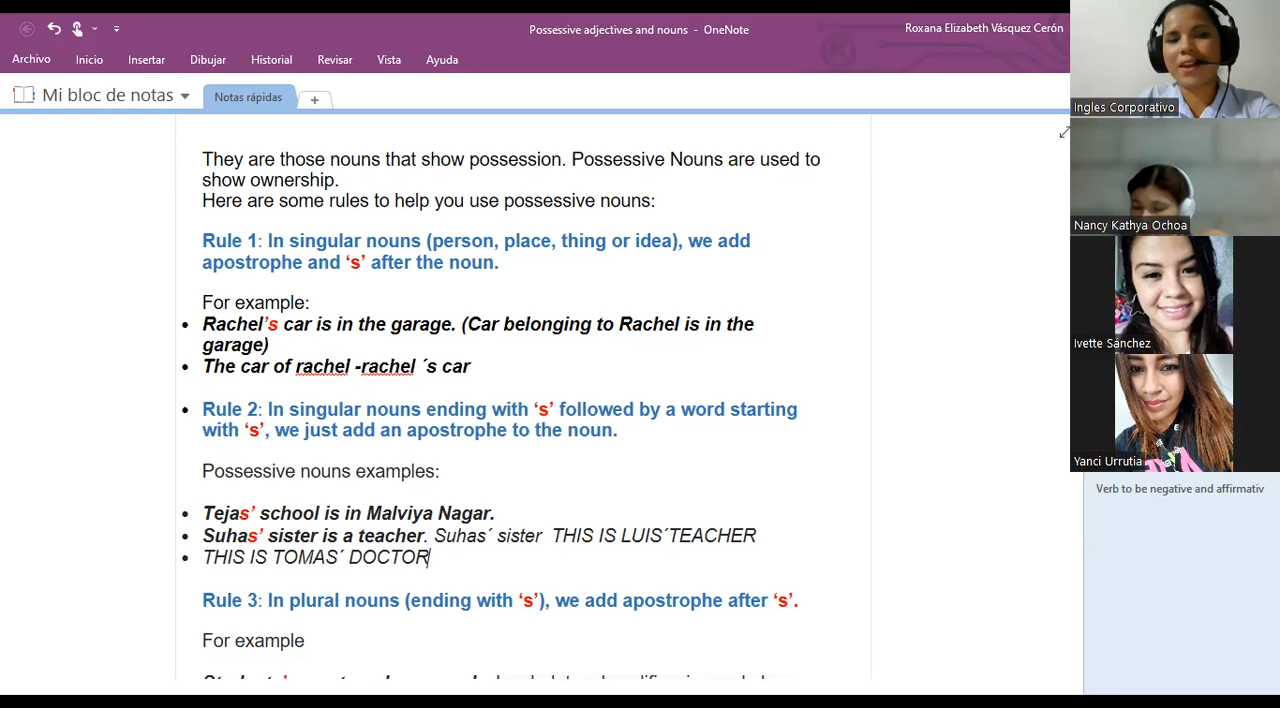 Possessive adjectives and nouns - OneNote
Roxana Elizabeth Vásquez Cerón
Archivo Inicio Insertar Dibujar Historial Revisar Vista Ayuda
Mi bloc de notas Notas rápidas
They are those nouns that show possession. Possessive Nouns are used to
show ownership.
Here are some rules to help you use possessive nouns:
Rule 1: In singular nouns (person, place, thing or idea), we add
apostrophe and ‘s’ after the noun.
For example:
Rachel’s car is in the garage. (Car belonging to Rachel is in the
garage)
The car of rachel -rachel ´s car
Rule 2: In singular nouns ending with ‘s’ followed by a word starting
with ‘s’, we just add an apostrophe to the noun.
Possessive nouns examples:
Tejas’ school is in Malviya Nagar.
Suhas’ sister is a teacher. Suhas´ sister THIS IS LUIS´TEACHER
THIS IS TOMAS´ DOCTOR
Rule 3: In plural nouns (ending with ‘s’), we add apostrophe after ‘s’.
For example
Ingles Corporativo
Nancy Kathya Ochoa
Ivette Sánchez
Yanci Urrutia
Verb to be negative and affirmativ